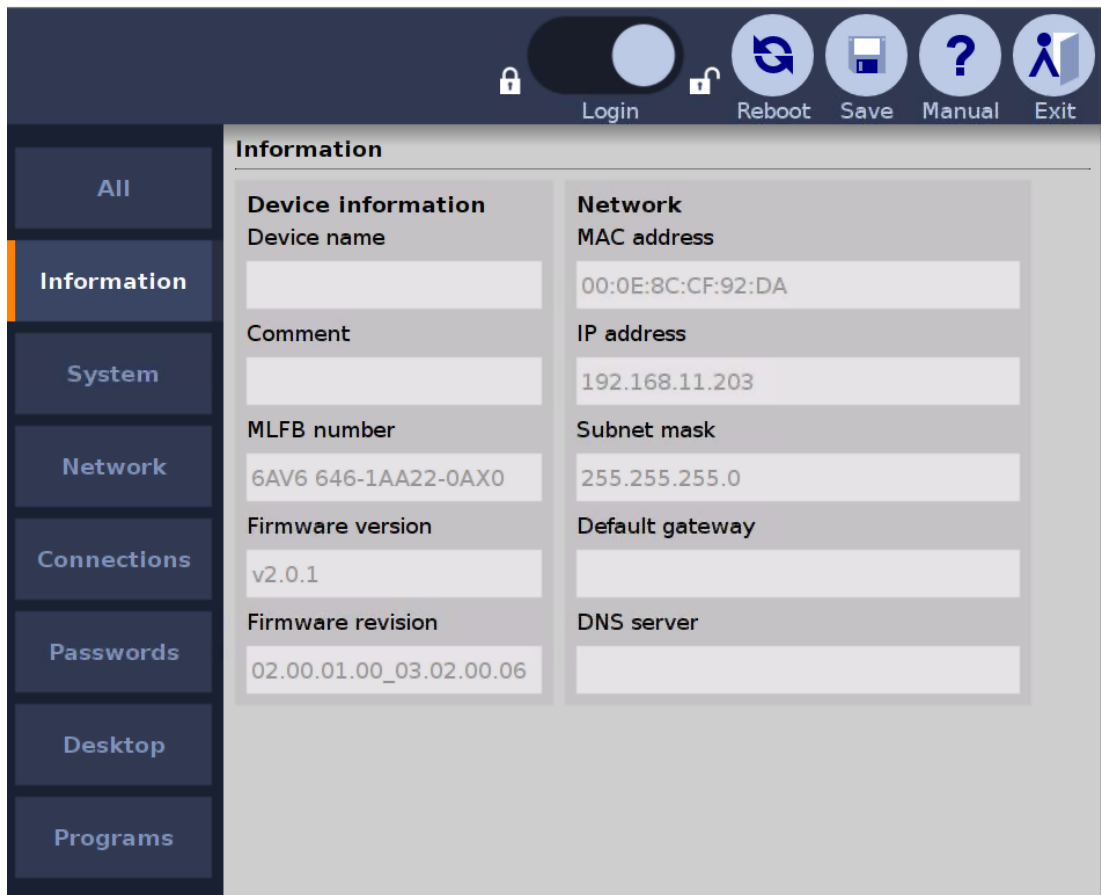 Login
Reboot
Save
Manual
Exit
All
Information
System
Network
Connections
Passwords
Desktop
Programs
Information
Device information
Device name
Comment
MLFB number
6AV6 646-1AA22-0AX0
Firmware version
v2.0.1
Firmware revision
02.00.01.00_03.02.00.06
Network
MAC address
00:0E:8C:CF:92:DA
IP address
192.168.11.203
Subnet mask
255.255.255.0
Default gateway
DNS server